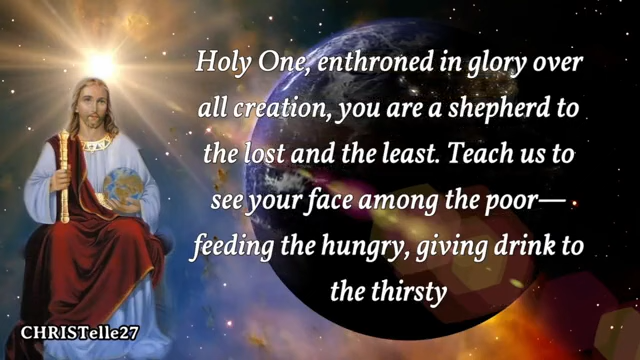 Holy One, enthroned in glory over
all creation, you are a shepherd to
the lost and the least. Teach us to
see your face among the poor—
feeding the hungry, giving drink to
the thirsty
CHRISTelle27